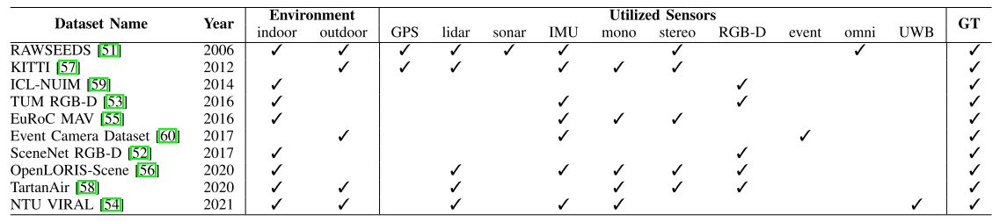 Dataset Name Year Environment Utilized Sensors GT
indoor outdoor GPS lidar sonar IMU mono stereo RGB-D event omni UWB
RAWSEEDS [51] 2006 ✓ ✓ ✓ ✓ ✓ ✓ ✓ ✓ ✓
KITTI [57] 2012 ✓ ✓ ✓ ✓ ✓ ✓ ✓
ICL-NUIM [59] 2014 ✓ ✓ ✓
TUM RGB-D [53] 2016 ✓ ✓ ✓ ✓
EuRoC MAV [55] 2016 ✓ ✓ ✓ ✓ ✓
Event Camera Dataset [60] 2017 ✓ ✓ ✓ ✓
SceneNet RGB-D [52] 2017 ✓ ✓ ✓
OpenLORIS-Scene [56] 2020 ✓ ✓ ✓ ✓ ✓ ✓ ✓
TartanAir [58] 2020 ✓ ✓ ✓ ✓ ✓ ✓ ✓
NTU VIRAL [54] 2021 ✓ ✓ ✓ ✓ ✓ ✓ ✓